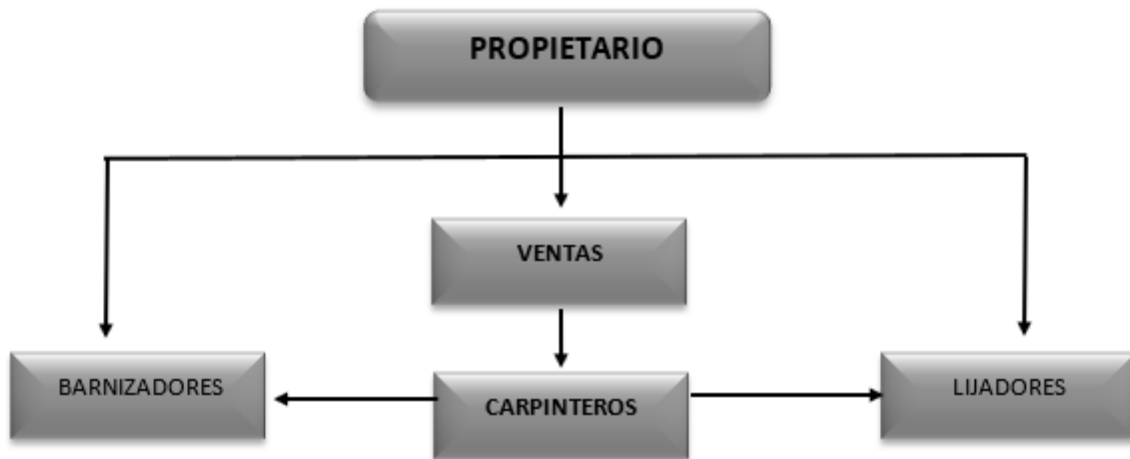 PROPIETARIO
VENTAS
BARNIZADORES
CARPINTEROS
LIJADORES